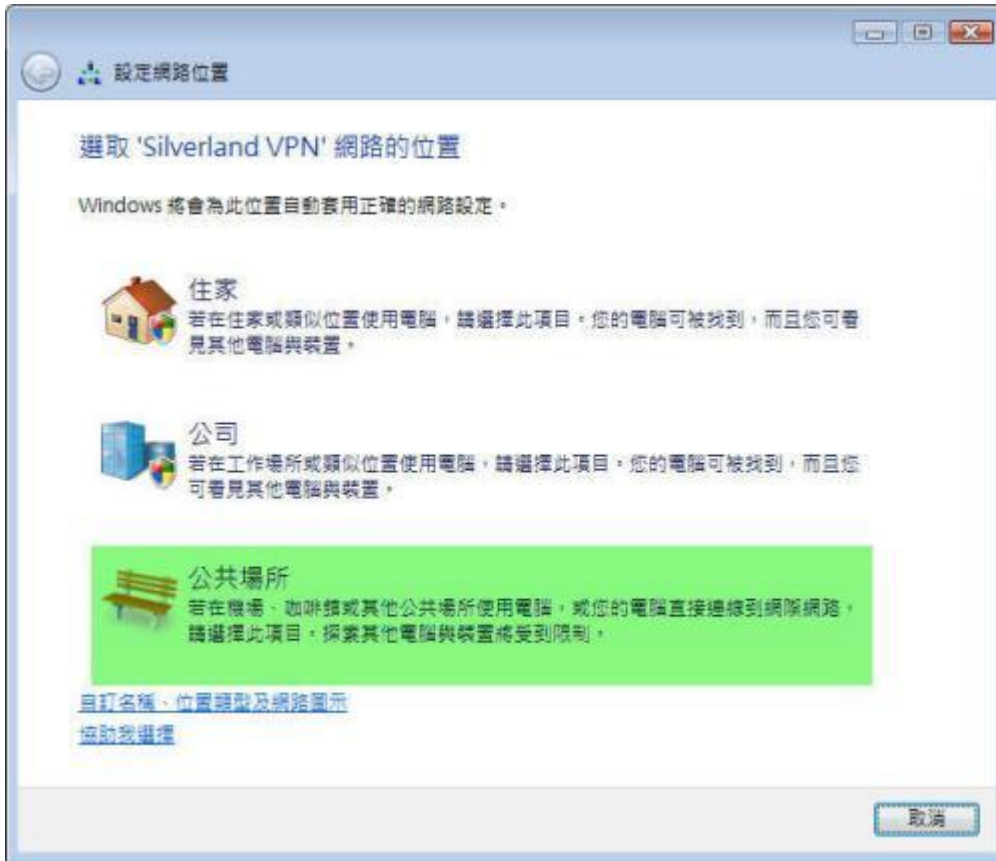 設定網路位置
選取 'Silverland VPN' 網路的位置
Windows 將會為此位置自動套用正確的網路設定。
住家
若在住家或類似位置使用電腦，請選擇此項目。您的電腦可被找到，而且您可看
見其他電腦與裝置。
公司
若在工作場所或類似位置使用電腦，請選擇此項目。您的電腦可被找到，而且您
可看見其他電腦與裝置。
公共場所
若在機場、咖啡館或其他公共場所使用電腦，或您的電腦直接連線到網際網路，
請選擇此項目。探索其他電腦與裝置將受到限制。
自訂名稱、位置類型及網路圖示
協助我選擇
取消